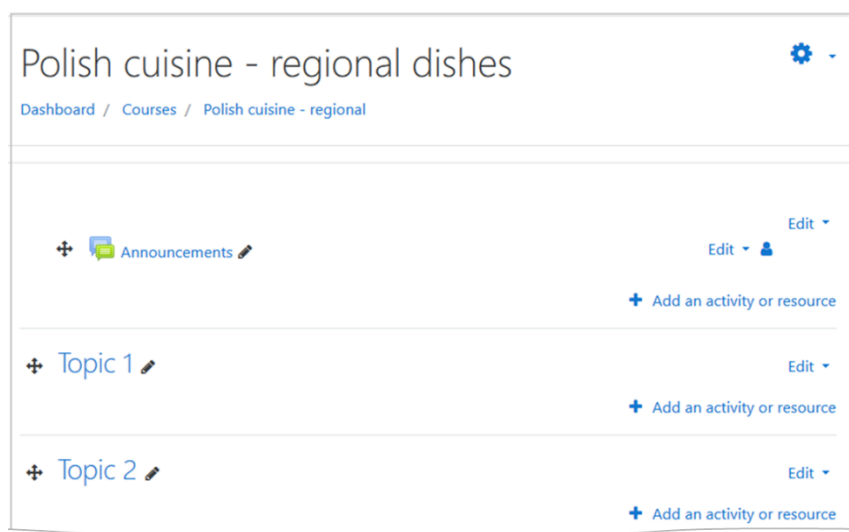 Polish cuisine - regional dishes
Dashboard / Courses / Polish cuisine - regional
Edit
Announcements
Edit
+ Add an activity or resource
Topic 1
Edit
+ Add an activity or resource
Topic 2
Edit
+ Add an activity or resource